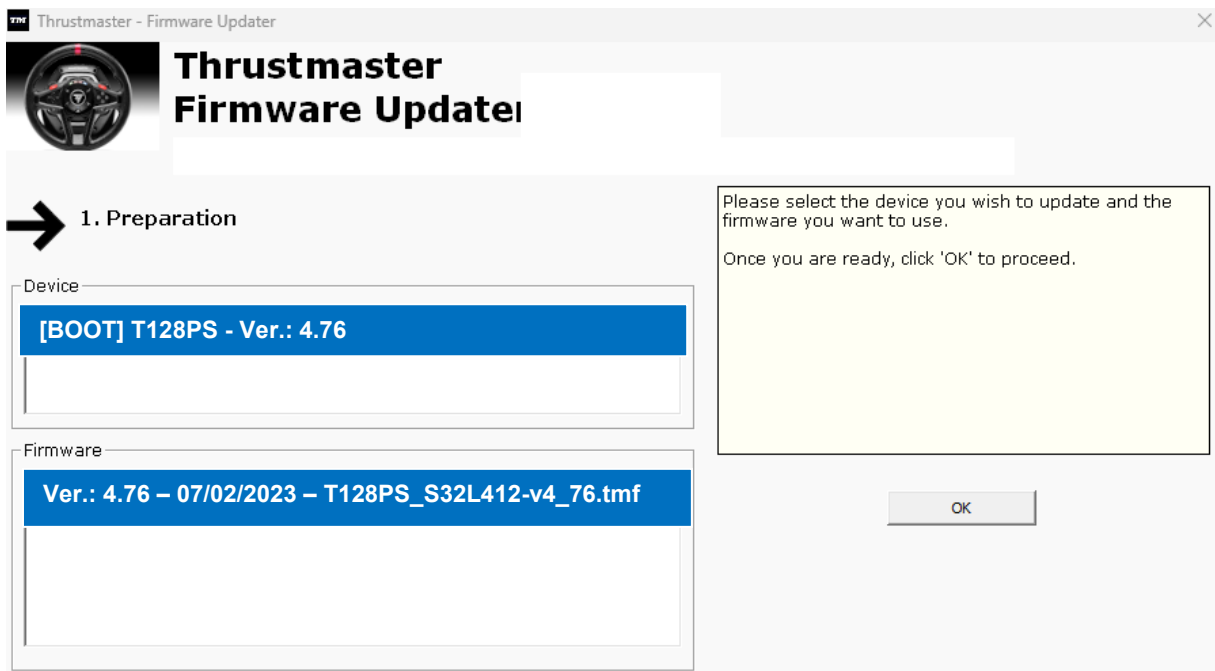 TM Thrustmaster - Firmware Updater
Thrustmaster
Firmware Updater
1. Preparation
Please select the device you wish to update and the
firmware you want to use.
Once you are ready, click 'OK' to proceed.
Device
[BOOT] T128PS - Ver.: 4.76
Firmware
Ver.: 4.76 – 07/02/2023 – T128PS_S32L412-v4_76.tmf
OK